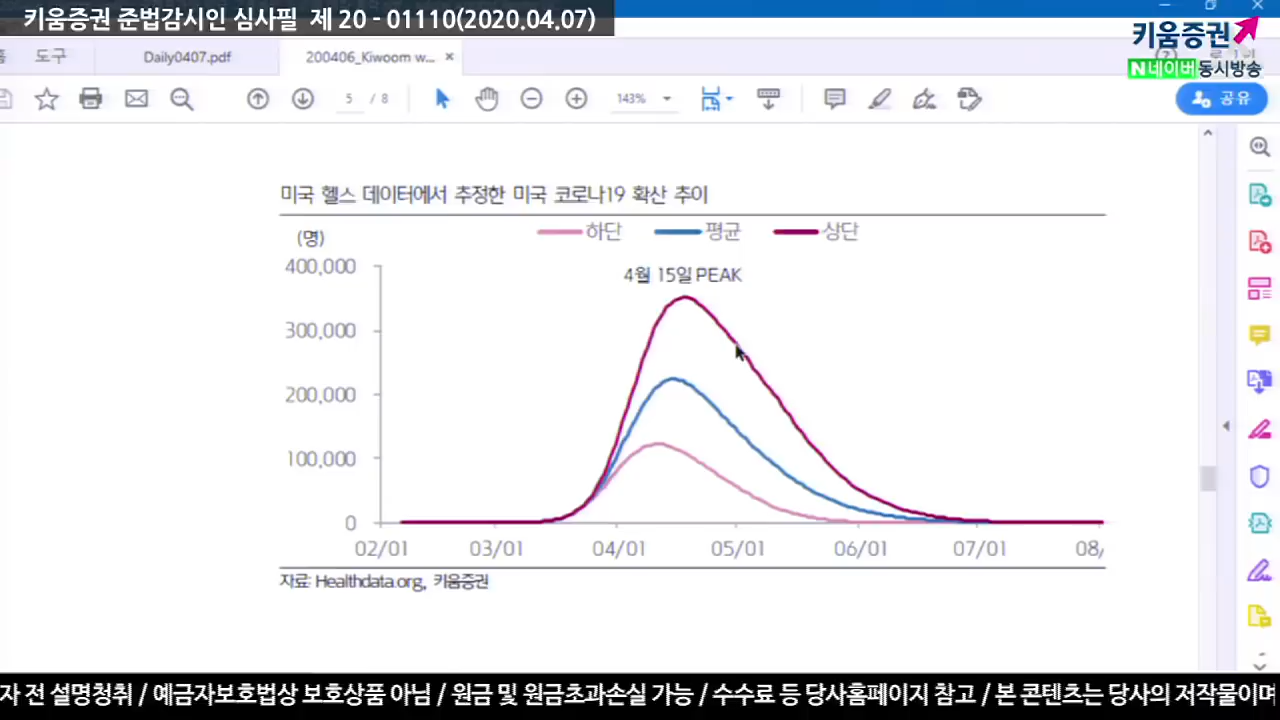 키움증권 준법감시인 심사필 제 20 - 01110(2020.04.07)
키움증권
N 네이버 동시방송
도구
Daily0407.pdf
200406_Kiwoom w... ×
5 / 8
143%
공유
미국 헬스 데이터에서 추정한 미국 코로나19 확산 추이
(명)
하단 평균 상단
4월 15일 PEAK
400,000
300,000
200,000
100,000
0
02/01 03/01 04/01 05/01 06/01 07/01 08/
자료: Healthdata.org, 키움증권
자 전 설명청취 / 예금자보호법상 보호상품 아님 / 원금 및 원금초과손실 가능 / 수수료 등 당사홈페이지 참고 / 본 콘텐츠는 당사의 저작물이며